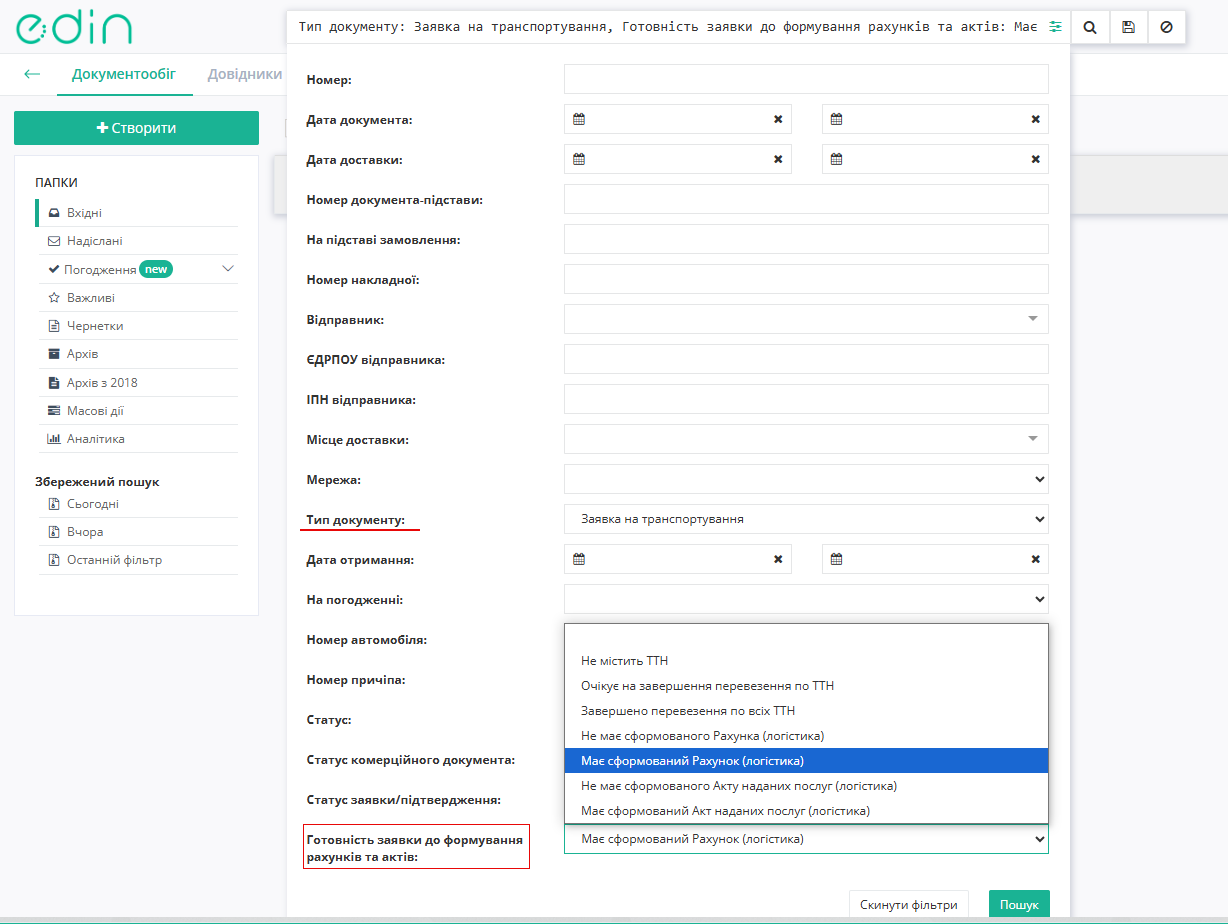 edin
Тип документу: Заявка на транспортування, Готовність заявки до формування рахунків та актів: Має
Документообіг
Довідники
Створити
ПАПКИ
Вхідні
Надіслані
Погодження new
Важливі
Чернетки
Архів
Архів з 2018
Масові дії
Аналітика
Збережений пошук
Сьогодні
Вчора
Останній фільтр
Номер:
Дата документа:
Дата доставки:
Номер документа-підстави:
На підставі замовлення:
Номер накладної:
Відправник:
ЄДРПОУ відправника:
ІПН відправника:
Місце доставки:
Мережа:
Тип документу: Заявка на транспортування
Дата отримання:
На погодженні:
Номер автомобіля:
Номер причіпа:
Статус:
Статус комерційного документа:
Статус заявки/підтвердження:
Не містить ТТН
Очікує на завершення перевезення по ТТН
Завершено перевезення по всіх ТТН
Не має сформованого Рахунка (логістика)
Має сформований Рахунок (логістика)
Не має сформованого Акту наданих послуг (логістика)
Має сформований Акт наданих послуг (логістика)
Готовність заявки до формування
рахунків та актів:
Має сформований Рахунок (логістика)
Скинути фільтри
Пошук